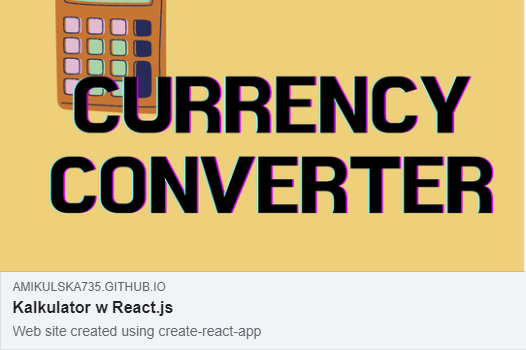 CURRENCY
CONVERTER
AMIKULSKA735.GITHUB.IO
Kalkulator w React.js
Web site created using create-react-app